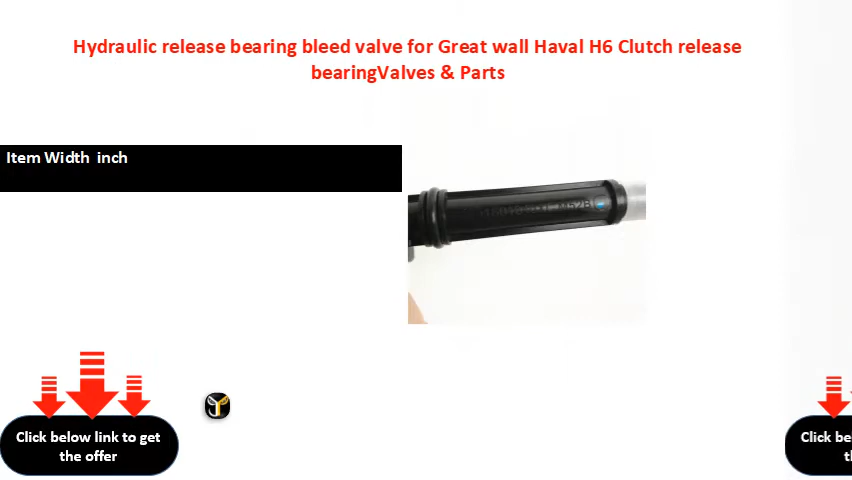 Hydraulic release bearing bleed valve for Great wall Haval H6 Clutch release
bearingValves & Parts
Item Width inch
Click below link to get
the offer
Click be
th